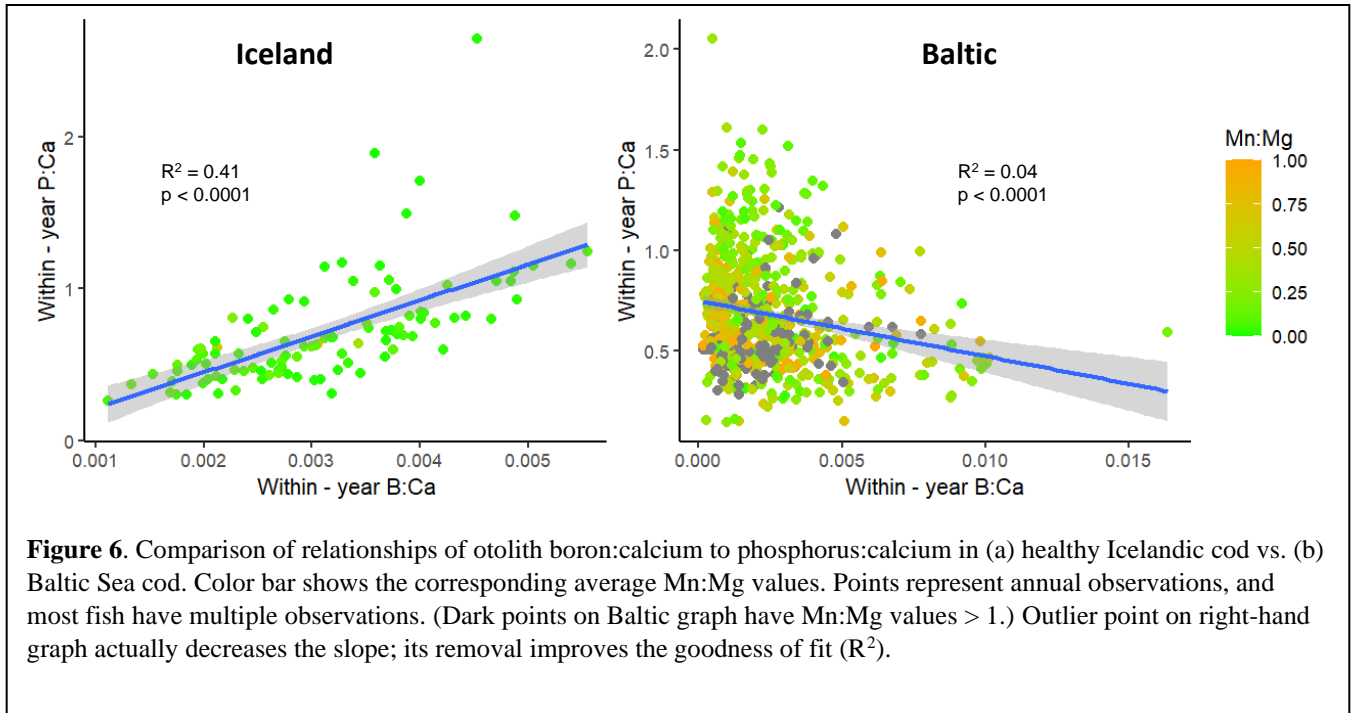 Iceland
R² = 0.41
p < 0.0001
Within - year P:Ca
2
1
0
0.001 0.002 0.003 0.004 0.005
Within - year B:Ca
Baltic
R² = 0.04
p < 0.0001
Within - year P:Ca
2.0
1.5
1.0
0.5
0.000 0.005 0.010 0.015
Within - year B:Ca
Mn:Mg
1.00
0.75
0.50
0.25
0.00
Figure 6. Comparison of relationships of otolith boron:calcium to phosphorus:calcium in (a) healthy Icelandic cod vs. (b)
Baltic Sea cod. Color bar shows the corresponding average Mn:Mg values. Points represent annual observations, and
most fish have multiple observations. (Dark points on Baltic graph have Mn:Mg values > 1.) Outlier point on right-hand
graph actually decreases the slope; its removal improves the goodness of fit (R²).